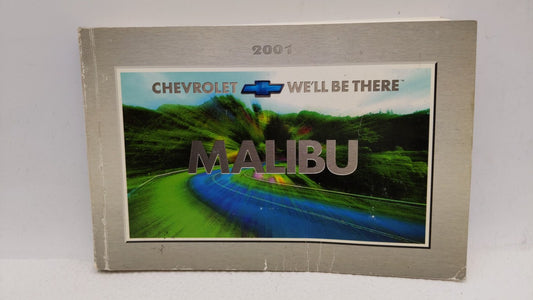 2001
CHEVROLET WE'LL BE THERE™
MALIBU